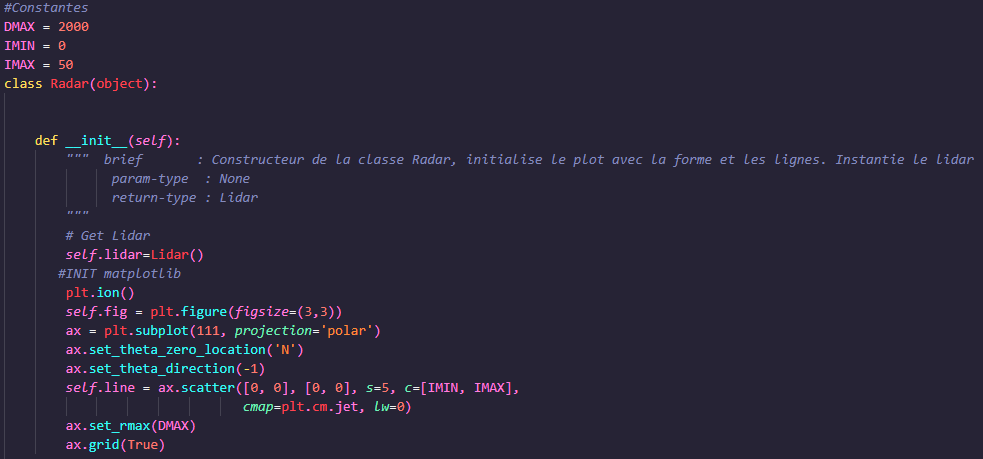 #Constantes
DMAX = 2000
IMIN = 0
IMAX = 50
class Radar(object):
    def __init__(self):
        """  brief       : Constructeur de la classe Radar, initialise le plot avec la forme et les lignes. Instantie le lidar
              param-type  : None
              return-type : Lidar
        """
        # Get Lidar
        self.lidar=Lidar()
       #INIT matplotlib
        plt.ion()
        self.fig = plt.figure(figsize=(3,3))
        ax = plt.subplot(111, projection='polar')
        ax.set_theta_zero_location('N')
        ax.set_theta_direction(-1)
        self.line = ax.scatter([0, 0], [0, 0], s=5, c=[IMIN, IMAX],
                               cmap=plt.cm.jet, lw=0)
        ax.set_rmax(DMAX)
        ax.grid(True)